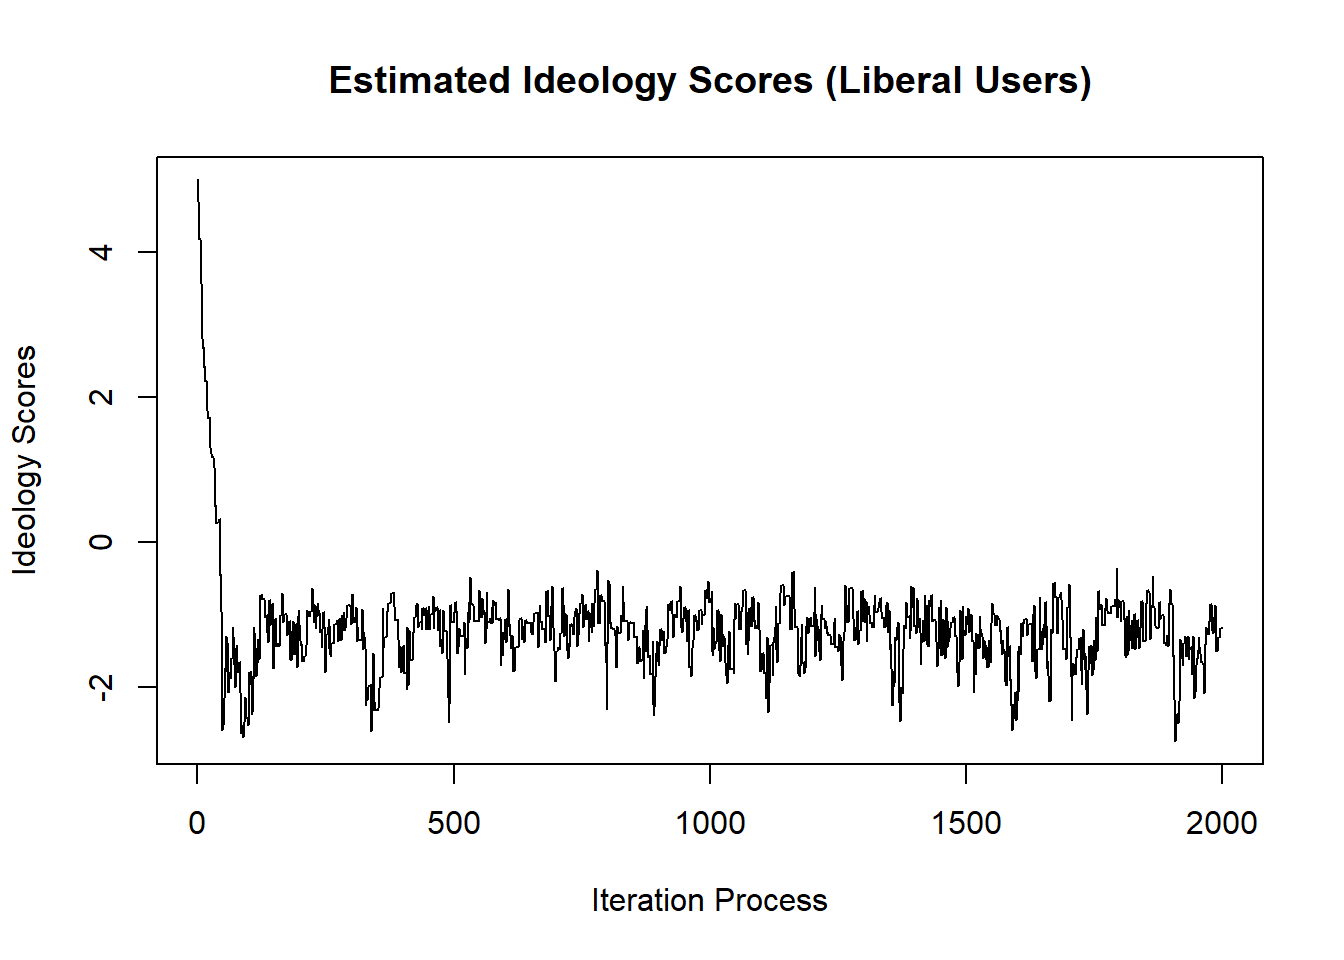 Estimated Ideology Scores (Liberal Users)
Ideology Scores
4
2
0
-2
0 500 1000 1500 2000
Iteration Process